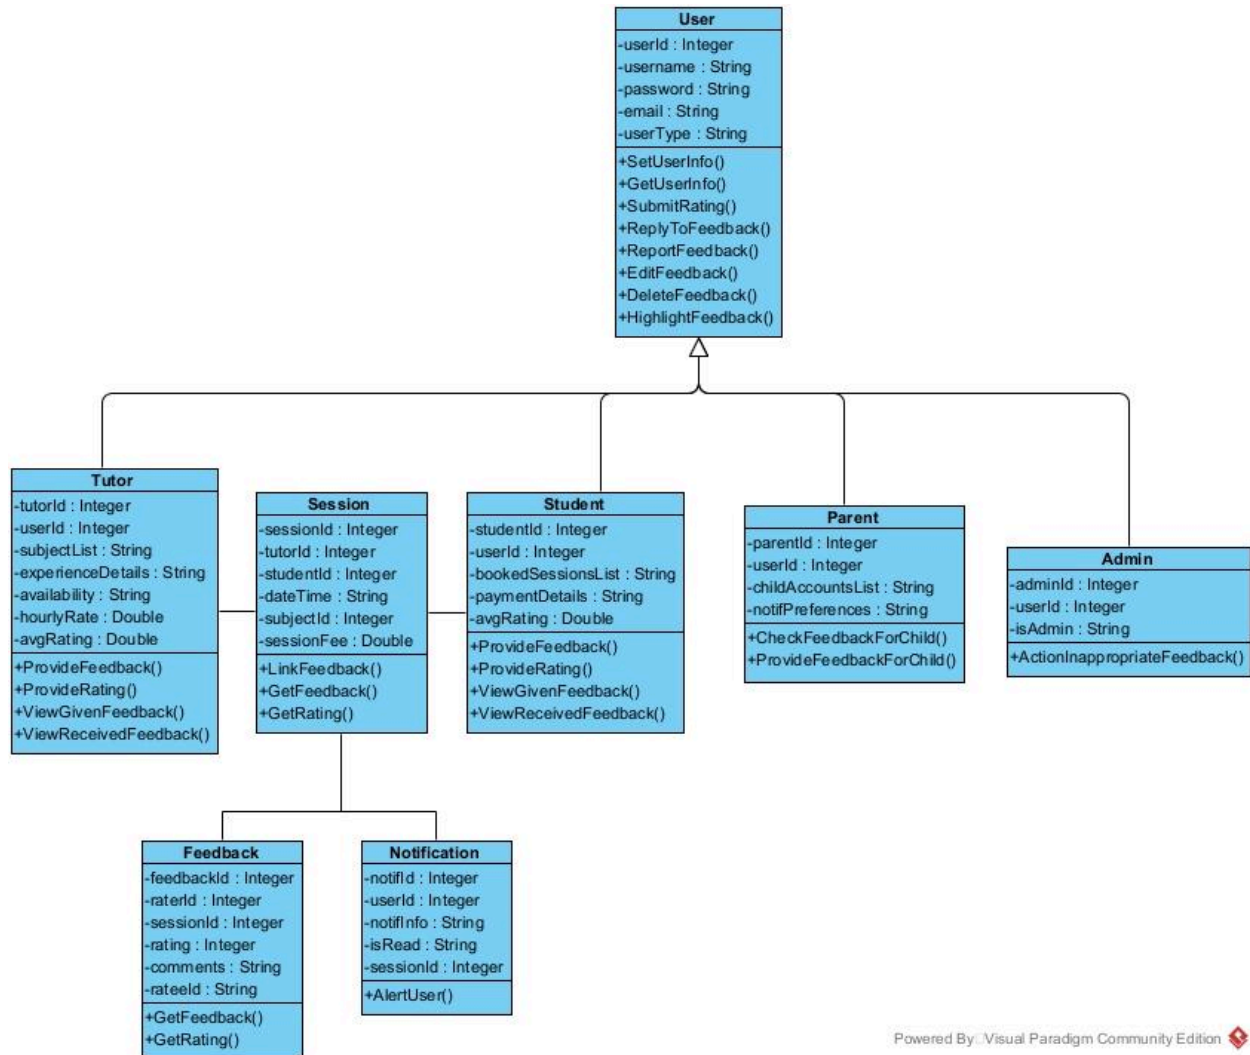 User
-userId : Integer
-username : String
-password : String
-email : String
-userType : String
+SetUserInfo()
+GetUserInfo()
+SubmitRating()
+ReplyToFeedback()
+ReportFeedback()
+EditFeedback()
+DeleteFeedback()
+HighlightFeedback()
Tutor
-tutorId : Integer
-userId : Integer
-subjectList : String
-experienceDetails : String
-availability : String
-hourlyRate : Double
-avgRating : Double
+ProvideFeedback()
+ProvideRating()
+ViewGivenFeedback()
+ViewReceivedFeedback()
Session
-sessionId : Integer
-tutorId : Integer
-studentId : Integer
-dateTime : String
-subjectId : Integer
-sessionFee : Double
+LinkFeedback()
+GetFeedback()
+GetRating()
Student
-studentId : Integer
-userId : Integer
-bookedSessionsList : String
-paymentDetails : String
-avgRating : Double
+ProvideFeedback()
+ProvideRating()
+ViewGivenFeedback()
+ViewReceivedFeedback()
Parent
-parentId : Integer
-userId : Integer
-childAccountsList : String
-notifPreferences : String
+CheckFeedbackForChild()
+ProvideFeedbackForChild()
Admin
-adminId : Integer
-userId : Integer
-isAdmin : String
+ActionInappropriateFeedback()
Feedback
-feedbackId : Integer
-raterId : Integer
-sessionId : Integer
-rating : Integer
-comments : String
-rateeId : String
+GetFeedback()
+GetRating()
Notification
-notifId : Integer
-userId : Integer
-notifInfo : String
-isRead : String
-sessionId : Integer
+AlertUser()
Powered By Visual Paradigm Community Edition